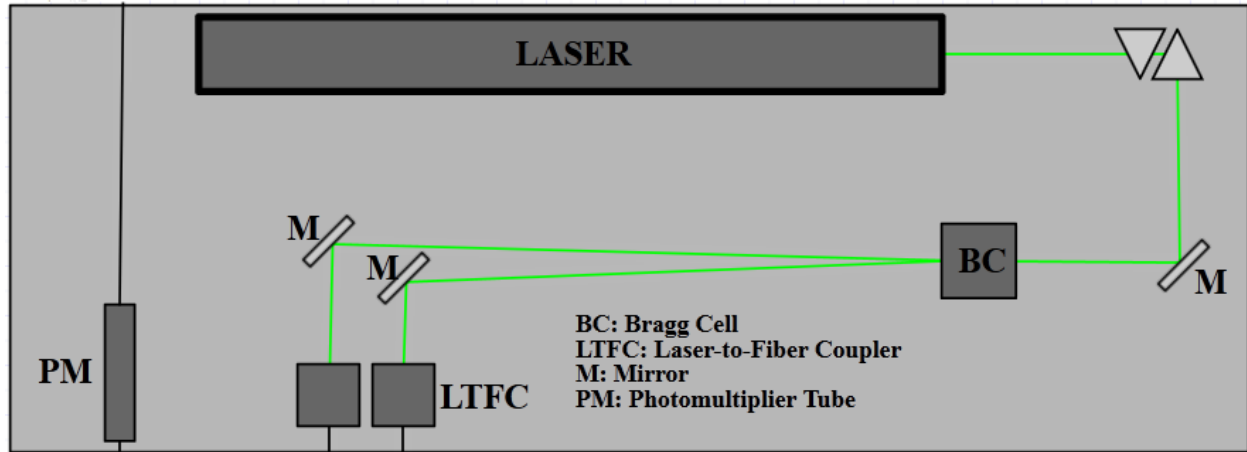 LASER
M
M
BC
M
BC: Bragg Cell
LTFC: Laser-to-Fiber Coupler
M: Mirror
PM: Photomultiplier Tube
PM
LTFC